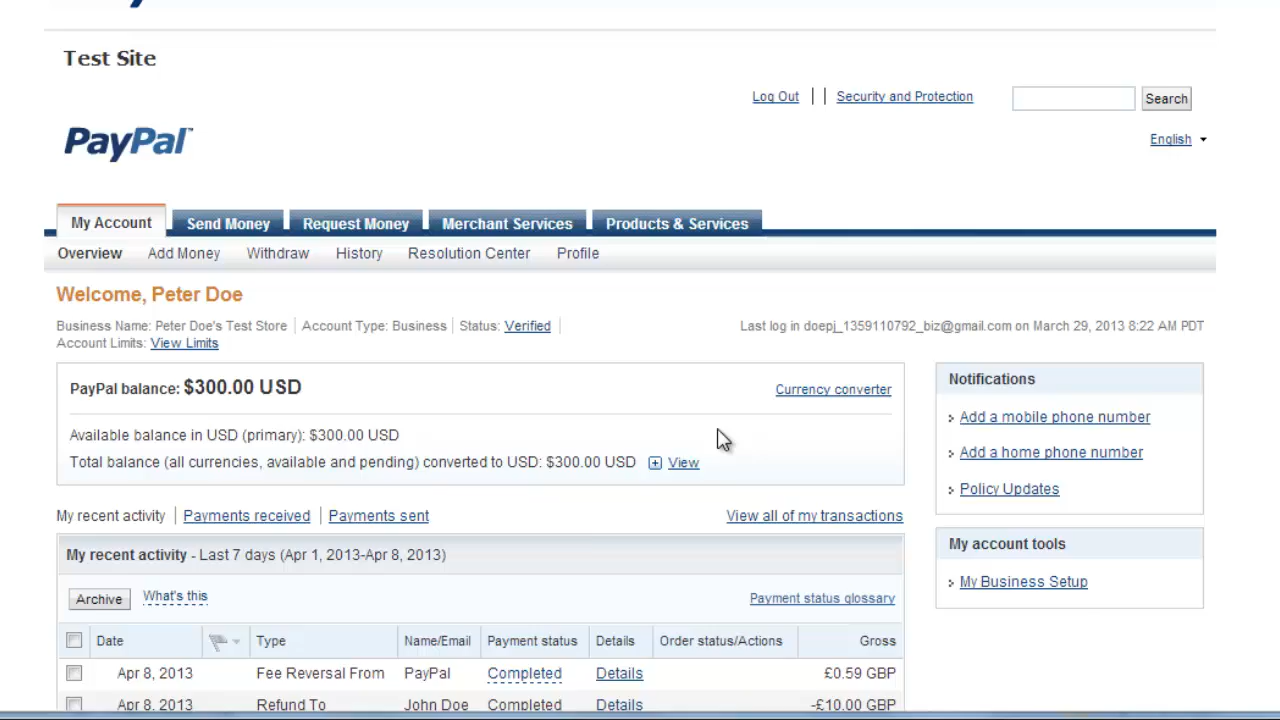 Test Site
Log Out | | Security and Protection Search
PayPal™
English
My Account Send Money Request Money Merchant Services Products & Services
Overview Add Money Withdraw History Resolution Center Profile
Welcome, Peter Doe
Business Name: Peter Doe's Test Store | Account Type: Business | Status: Verified |
Last log in doepj_1359110792_biz@gmail.com on March 29, 2013 8:22 AM PDT
Account Limits: View Limits
PayPal balance: $300.00 USD
Currency converter
Available balance in USD (primary): $300.00 USD
Total balance (all currencies, available and pending) converted to USD: $300.00 USD + View
Notifications
Add a mobile phone number
Add a home phone number
Policy Updates
My recent activity | Payments received | Payments sent
View all of my transactions
My account tools
My Business Setup
My recent activity - Last 7 days (Apr 1, 2013-Apr 8, 2013)
Archive What's this
Payment status glossary
Date Type Name/Email Payment status Details Order status/Actions Gross
Apr 8, 2013 Fee Reversal From PayPal Completed Details £0.59 GBP
Apr 8, 2013 Refund To John Doe Completed Details -£10.00 GBP